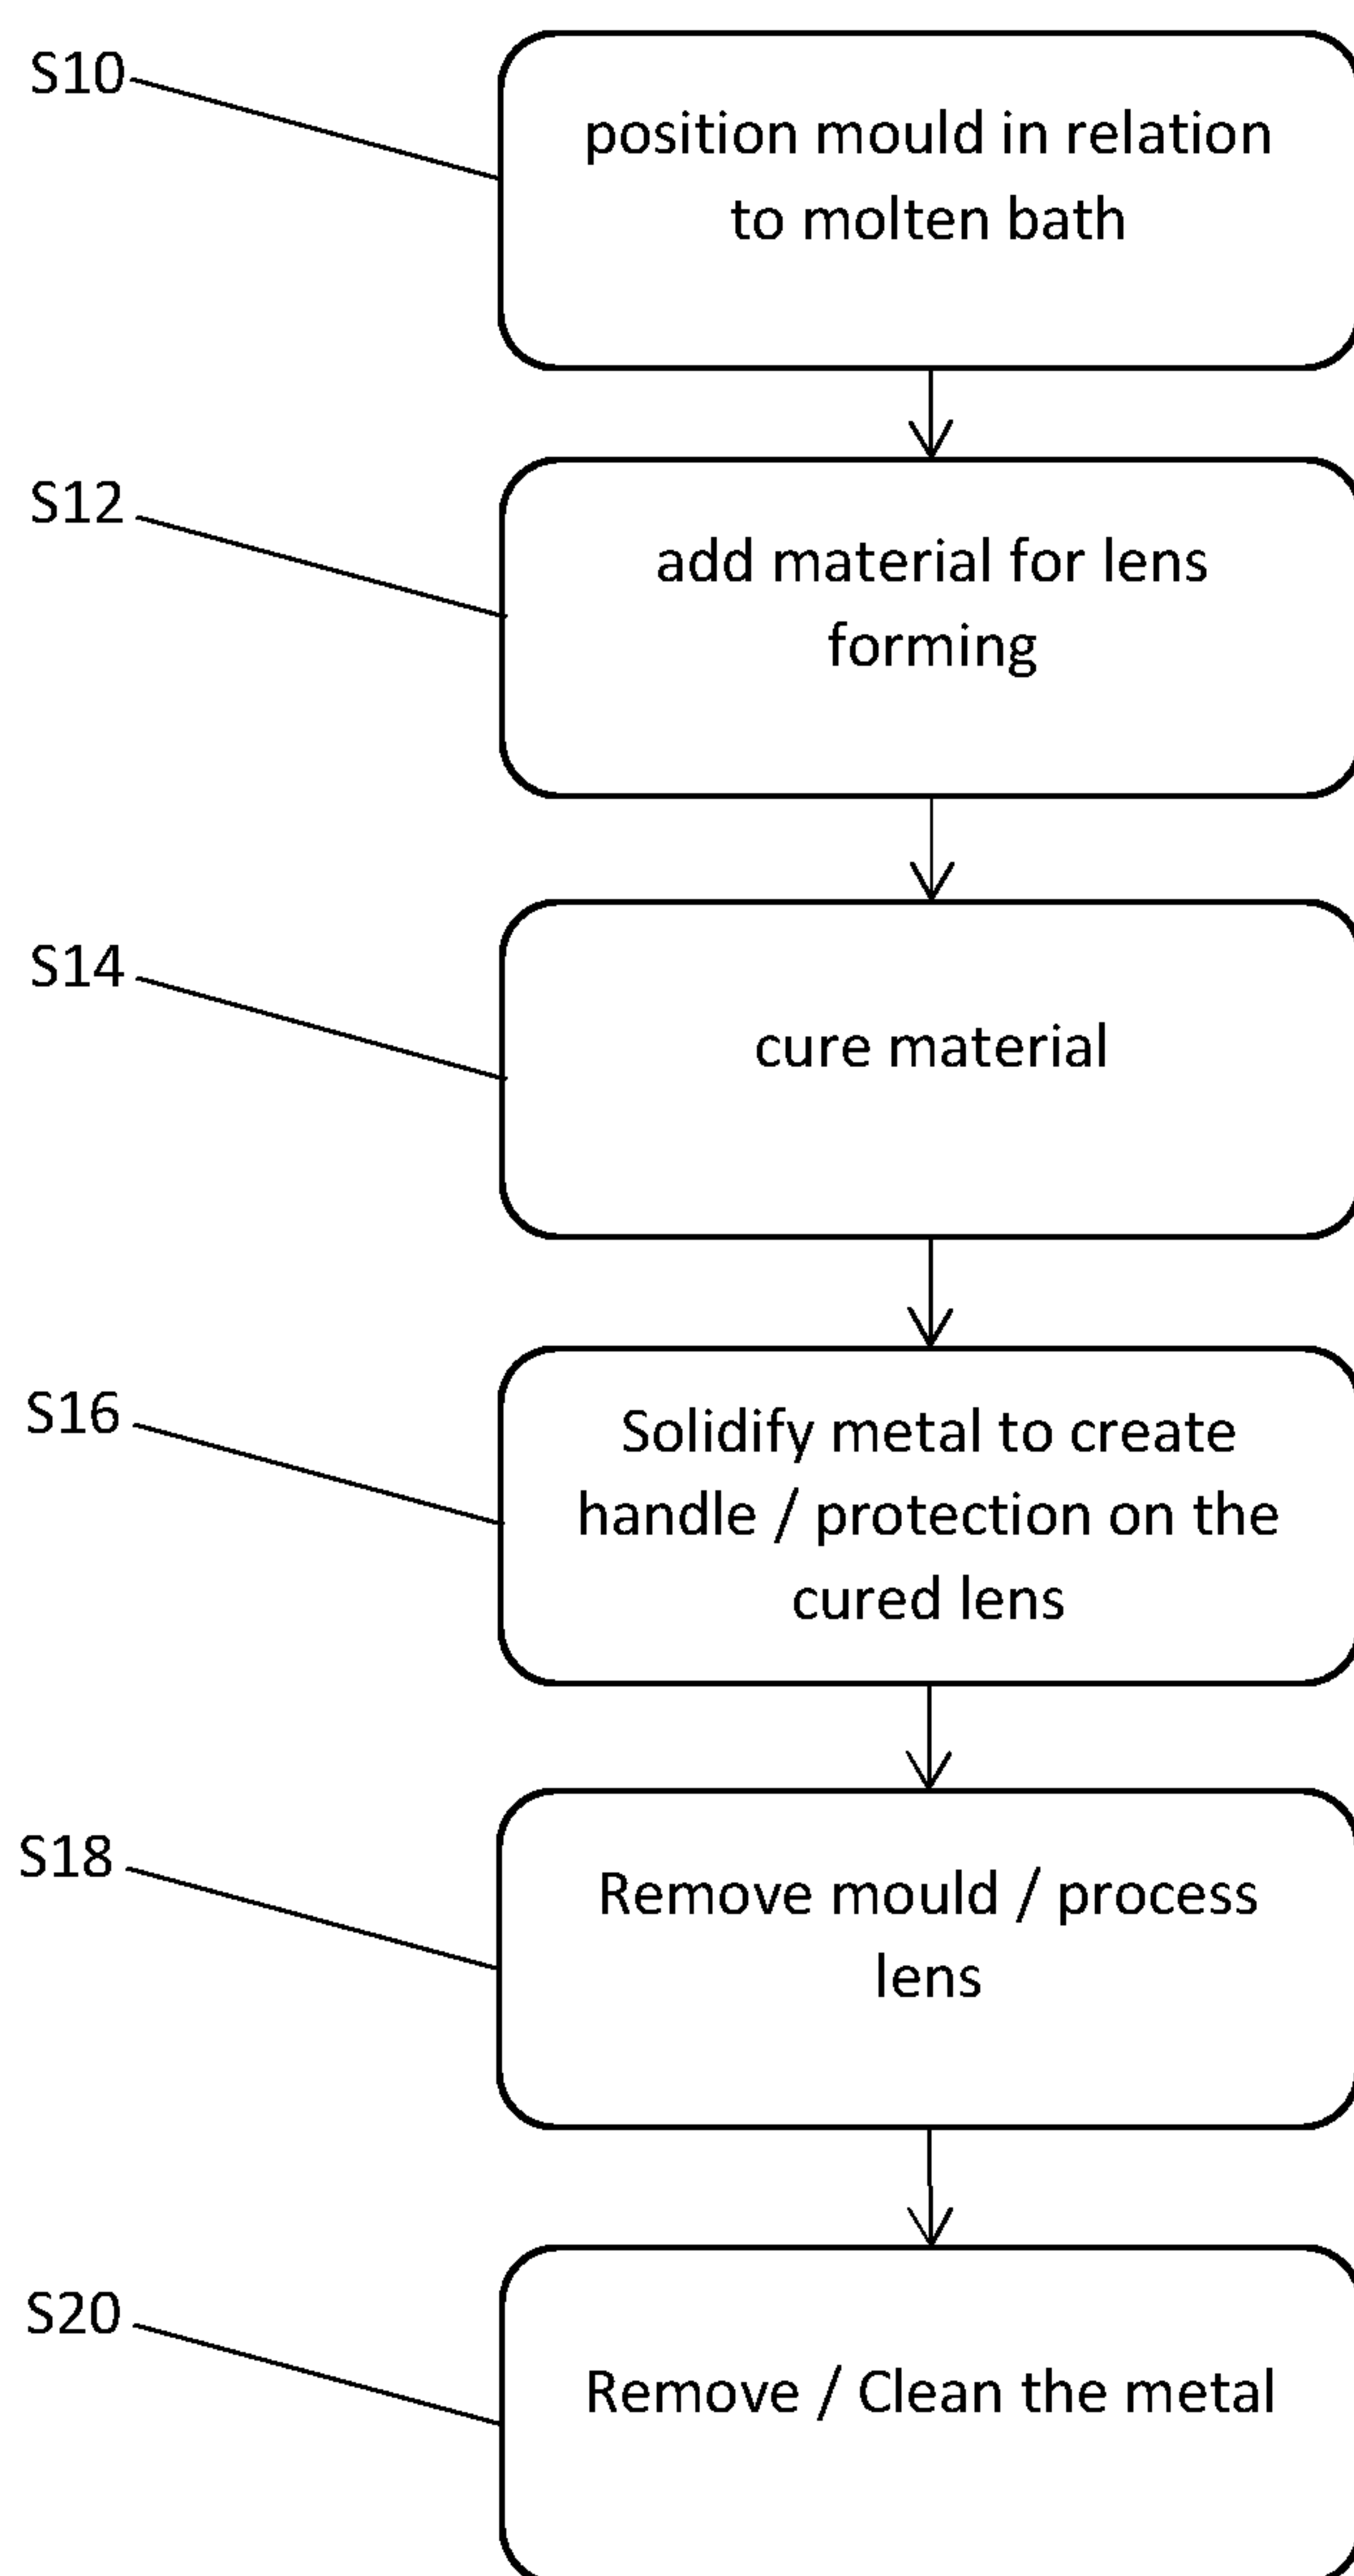 S10
position mould in relation
to molten bath
S12
add material for lens
forming
S14
cure material
S16
Solidify metal to create
handle / protection on the
cured lens
S18
Remove mould / process
lens
S20
Remove / Clean the metal